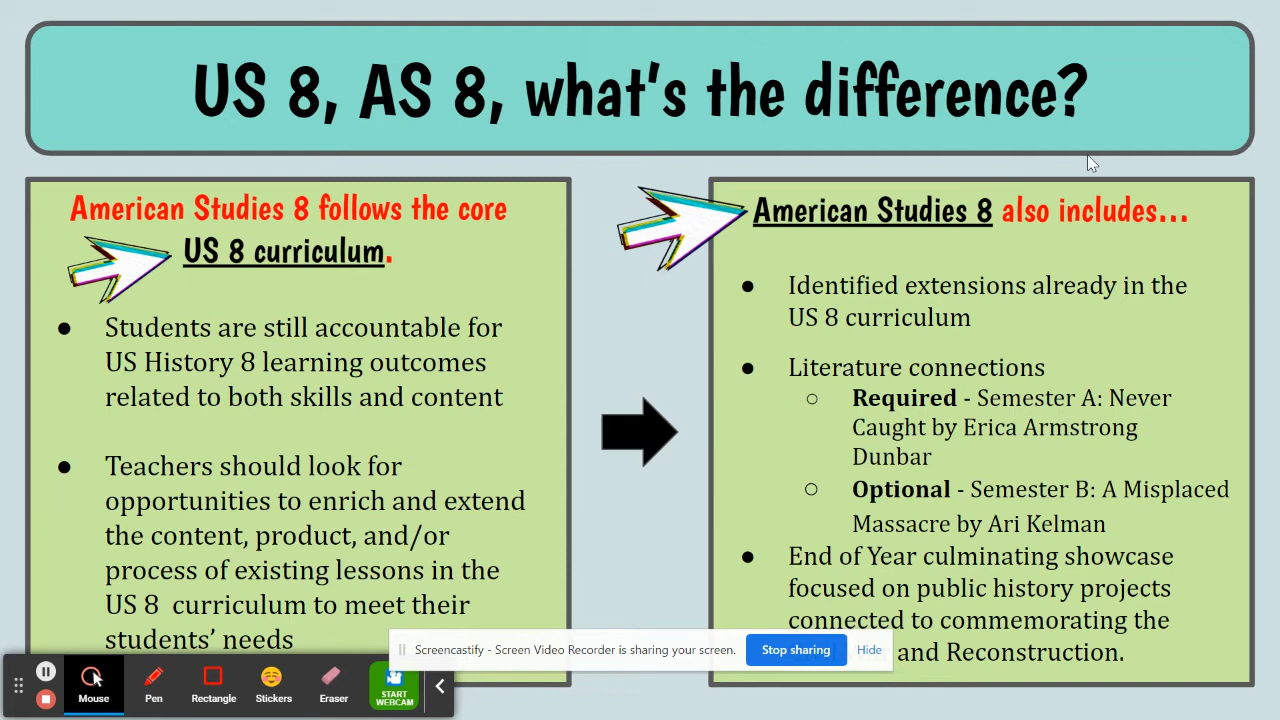 US 8, AS 8, what's the difference?
American Studies 8 follows the core
US 8 curriculum.
● Students are still accountable for
US History 8 learning outcomes
related to both skills and content
● Teachers should look for
opportunities to enrich and extend
the content, product, and/or
process of existing lessons in the
US 8 curriculum to meet their
students’ needs
American Studies 8 also includes...
● Identified extensions already in the
US 8 curriculum
● Literature connections
○ Required - Semester A: Never
Caught by Erica Armstrong
Dunbar
○ Optional - Semester B: A Misplaced
Massacre by Ari Kelman
● End of Year culminating showcase
focused on public history projects
connected to commemorating the
and Reconstruction.
Screencastify - Screen Video Recorder is sharing your screen.
Stop sharing
Hide
Mouse
Pen
Rectangle
Stickers
Eraser
START
WEBCAM